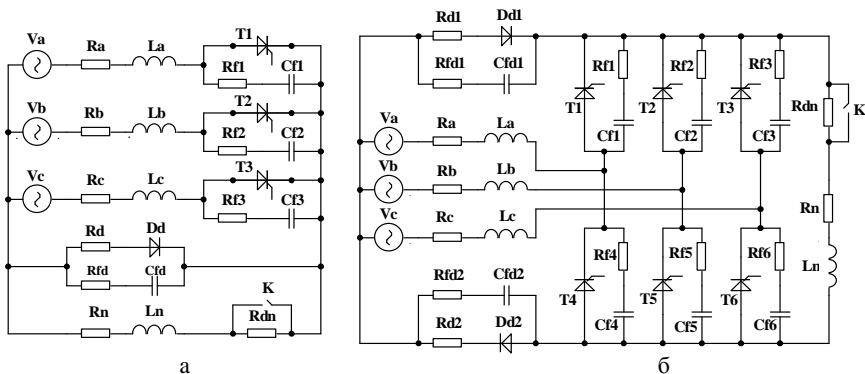 Va Ra La T1
Rf1 Cf1
Vb Rb Lb T2
Rf2 Cf2
Vc Rc Lc T3
Rf3 Cf3
Rd Dd
Rfd Cfd
Rn Ln K
Rdn
а
Rd1 Dd1
Rfd1 Cfd1
Rf1 Rf2 Rf3
T1 T2 T3
Cf1 Cf2 Cf3
Rdn K
Va Ra La
Vb Rb Lb
Vc Rc Lc
Rn
Ln
Rf4 Rf5 Rf6
T4 T5 T6
Cf4 Cf5 Cf6
Rfd2 Cfd2
Rd2 Dd2
б